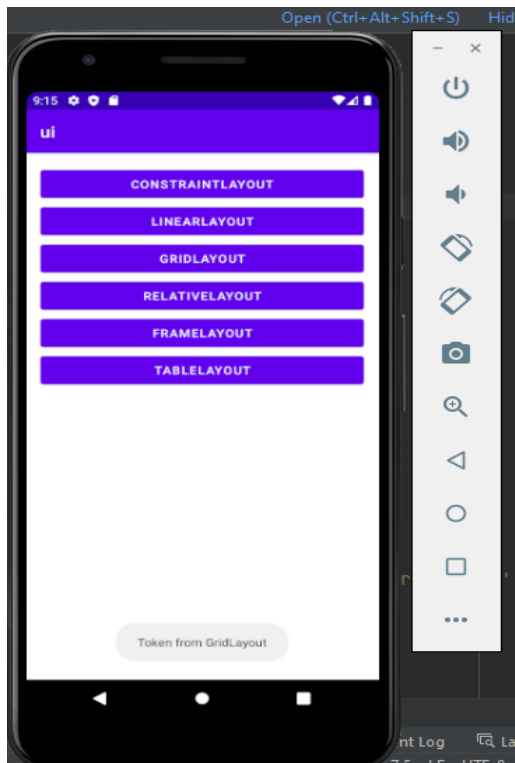 Open (Ctrl+Alt+Shift+S) Hid
9:15
ui
CONSTRAINTLAYOUT
LINEARLAYOUT
GRIDLAYOUT
RELATIVELAYOUT
FRAMELAYOUT
TABLELAYOUT
r '
Token from GridLayout
nt Log La